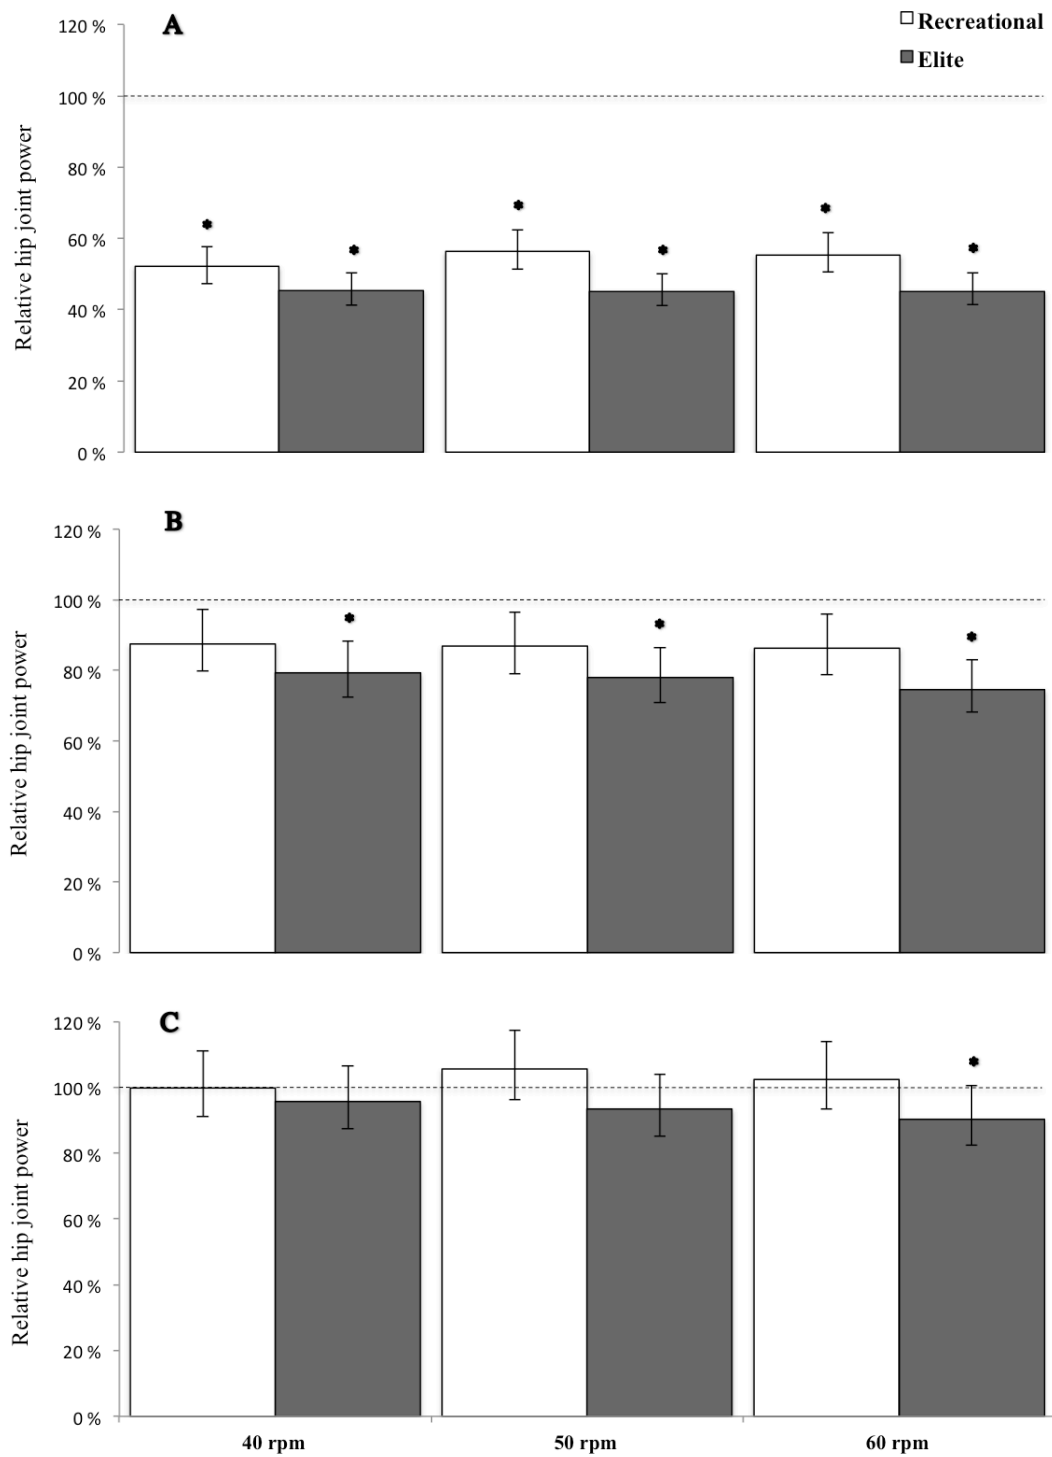 A
Recreational
Elite
120 %
100 %
80 %
60 %
40 %
20 %
0 %
Relative hip joint power
* * * * * *
B
120 %
100 %
80 %
60 %
40 %
20 %
0 %
Relative hip joint power
* * *
C
120 %
100 %
80 %
60 %
40 %
20 %
0 %
Relative hip joint power
*
40 rpm 50 rpm 60 rpm